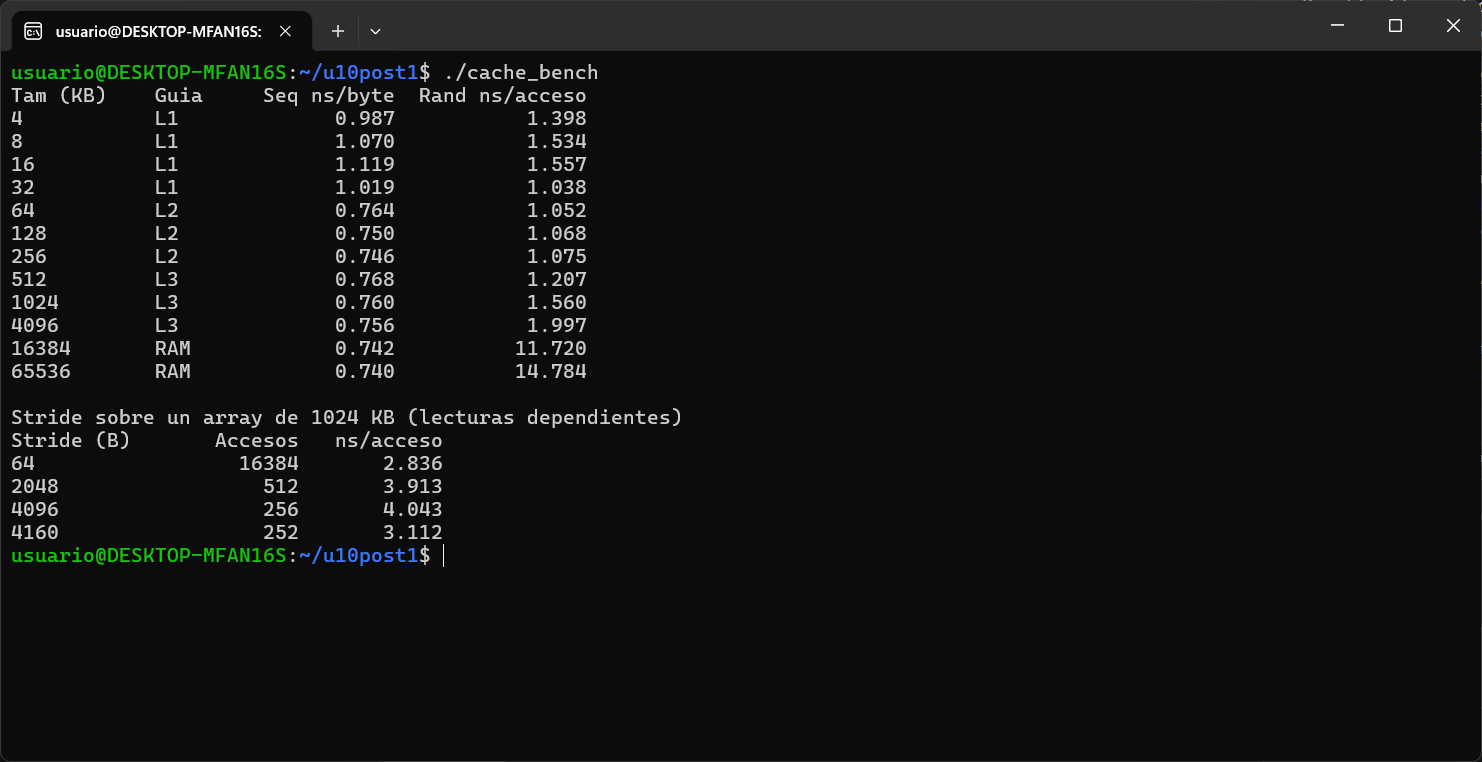 usuario@DESKTOP-MFAN16S:
usuario@DESKTOP-MFAN16S:~/u10post1$ ./cache_bench
Tam (KB)    Guia     Seq ns/byte  Rand ns/acceso
4           L1             0.987           1.398
8           L1             1.070           1.534
16          L1             1.119           1.557
32          L1             1.019           1.038
64          L2             0.764           1.052
128         L2             0.750           1.068
256         L2             0.746           1.075
512         L3             0.768           1.207
1024        L3             0.760           1.560
4096        L3             0.756           1.997
16384       RAM            0.742          11.720
65536       RAM            0.740          14.784
Stride sobre un array de 1024 KB (lecturas dependientes)
Stride (B)       Accesos   ns/acceso
64                 16384       2.836
2048                 512       3.913
4096                 256       4.043
4160                 252       3.112
usuario@DESKTOP-MFAN16S:~/u10post1$